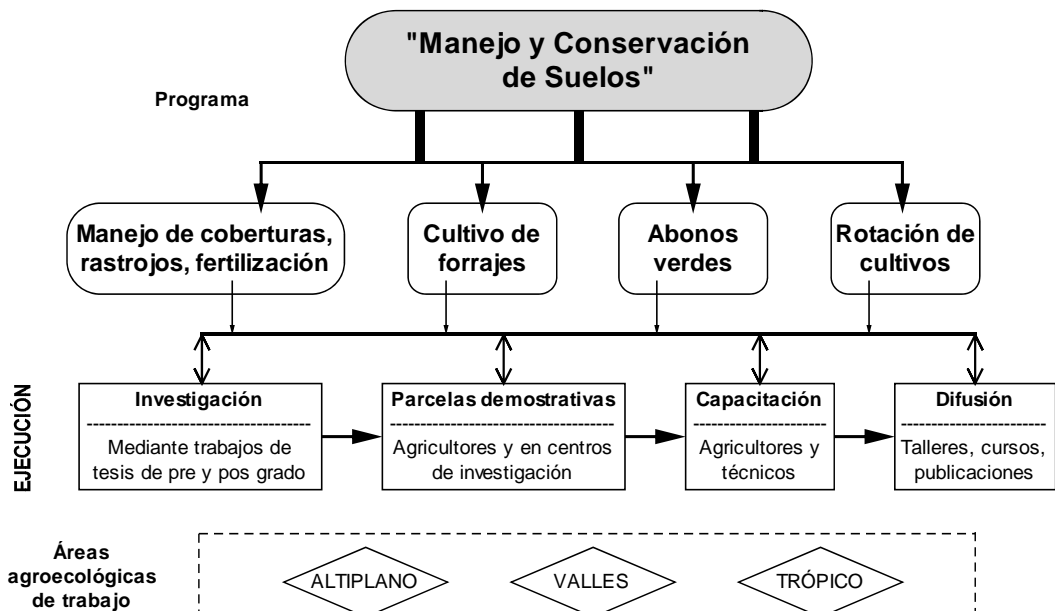 "Manejo y Conservación
de Suelos"
Programa
Manejo de coberturas,
rastrojos, fertilización
Cultivo de
forrajes
Abonos
verdes
Rotación de
cultivos
EJECUCIÓN
Investigación
Mediante trabajos de
tesis de pre y pos grado
Parcelas demostrativas
Agricultores y en centros
de investigación
Capacitación
Agricultores y
técnicos
Difusión
Talleres, cursos,
publicaciones
Áreas
agroecológicas
de trabajo
ALTIPLANO
VALLES
TRÓPICO